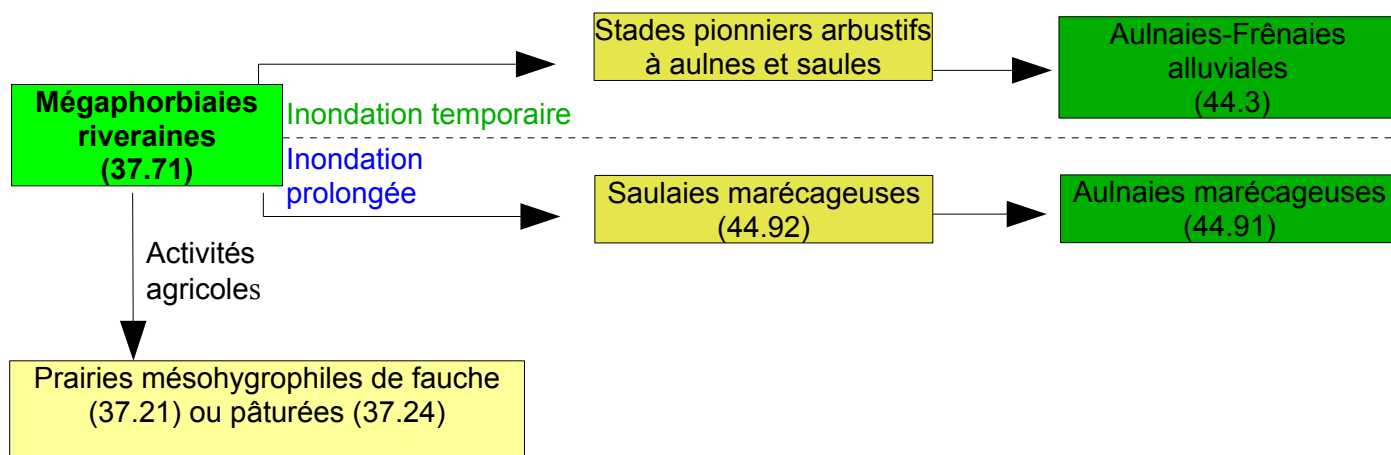 Stades pionniers arbustifs
à aulnes et saules
Aulnaies-Frênaies
alluviales
(44.3)
Mégaphorbiaies
riveraines
(37.71)
Inondation temporaire
Inondation
prolongée
Saulaies marécageuses
(44.92)
Aulnaies marécageuses
(44.91)
Activités
agricoles
Prairies mésohygrophiles de fauche
(37.21) ou pâturées (37.24)